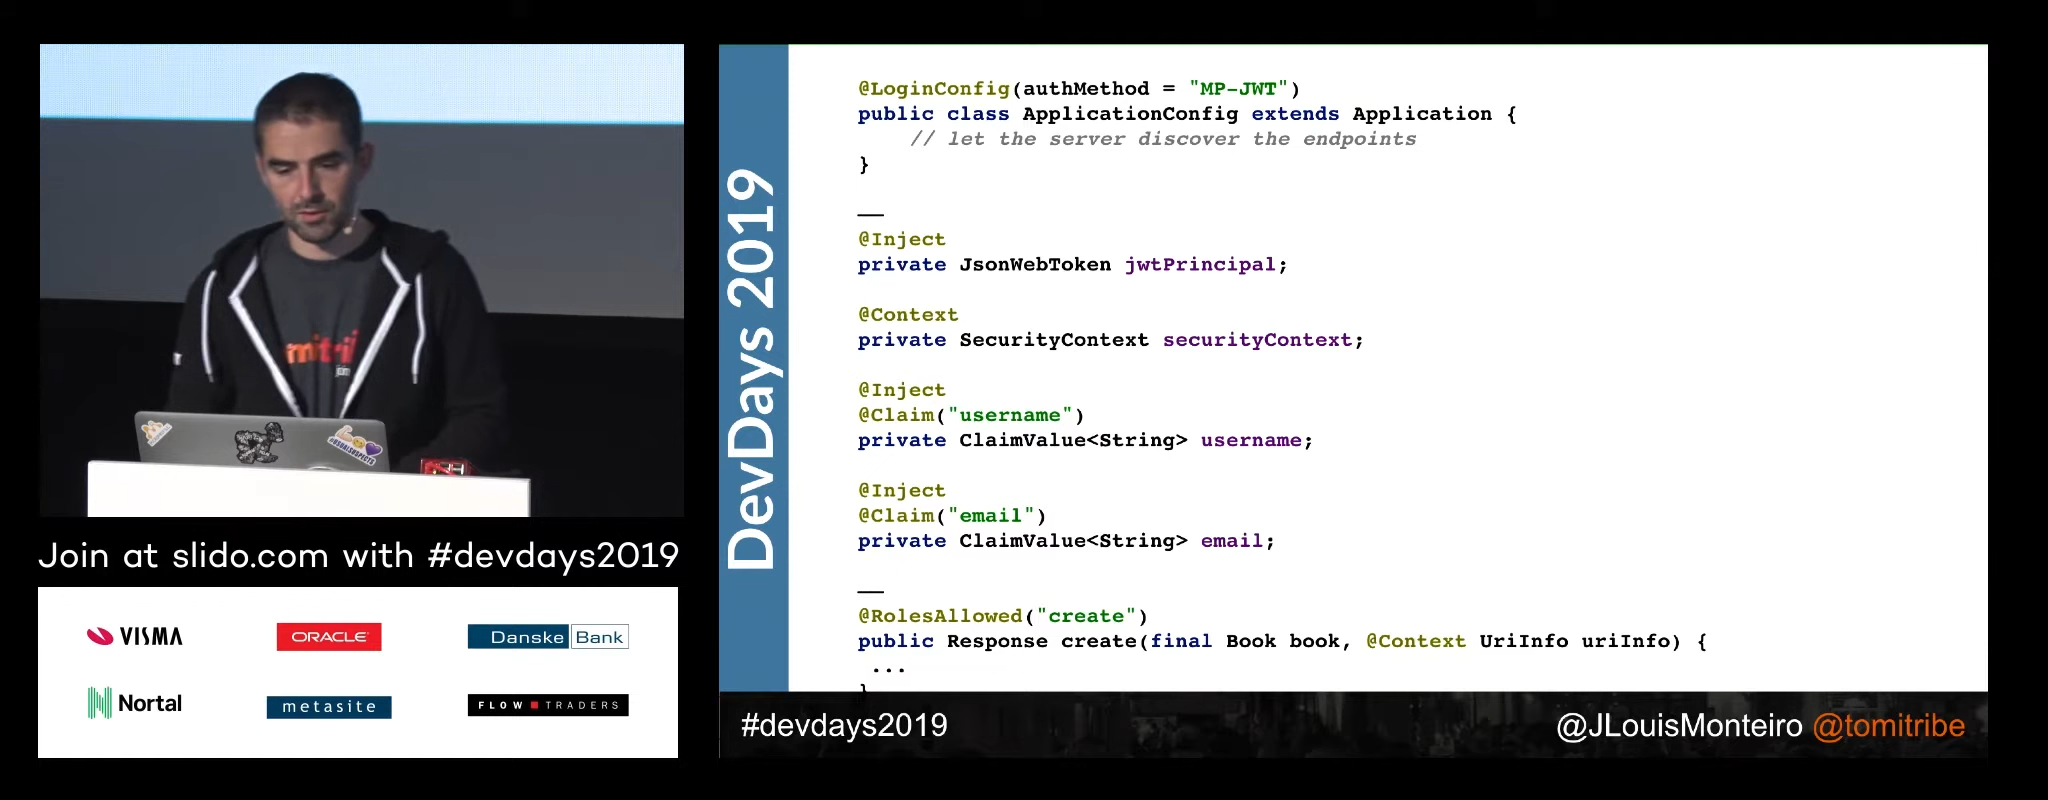 Join at slido.com with #devdays2019
VISMA
ORACLE
Danske Bank
Nortal
metasite
FLOW TRADERS
DevDays 2019
@LoginConfig(authMethod = "MP-JWT")
public class ApplicationConfig extends Application {
// let the server discover the endpoints
}
——
@Inject
private JsonWebToken jwtPrincipal;
@Context
private SecurityContext securityContext;
@Inject
@Claim("username")
private ClaimValue<String> username;
@Inject
@Claim("email")
private ClaimValue<String> email;
——
@RolesAllowed("create")
public Response create(final Book book, @Context UriInfo uriInfo) {
...
}
#devdays2019
@JLouisMonteiro @tomitribe